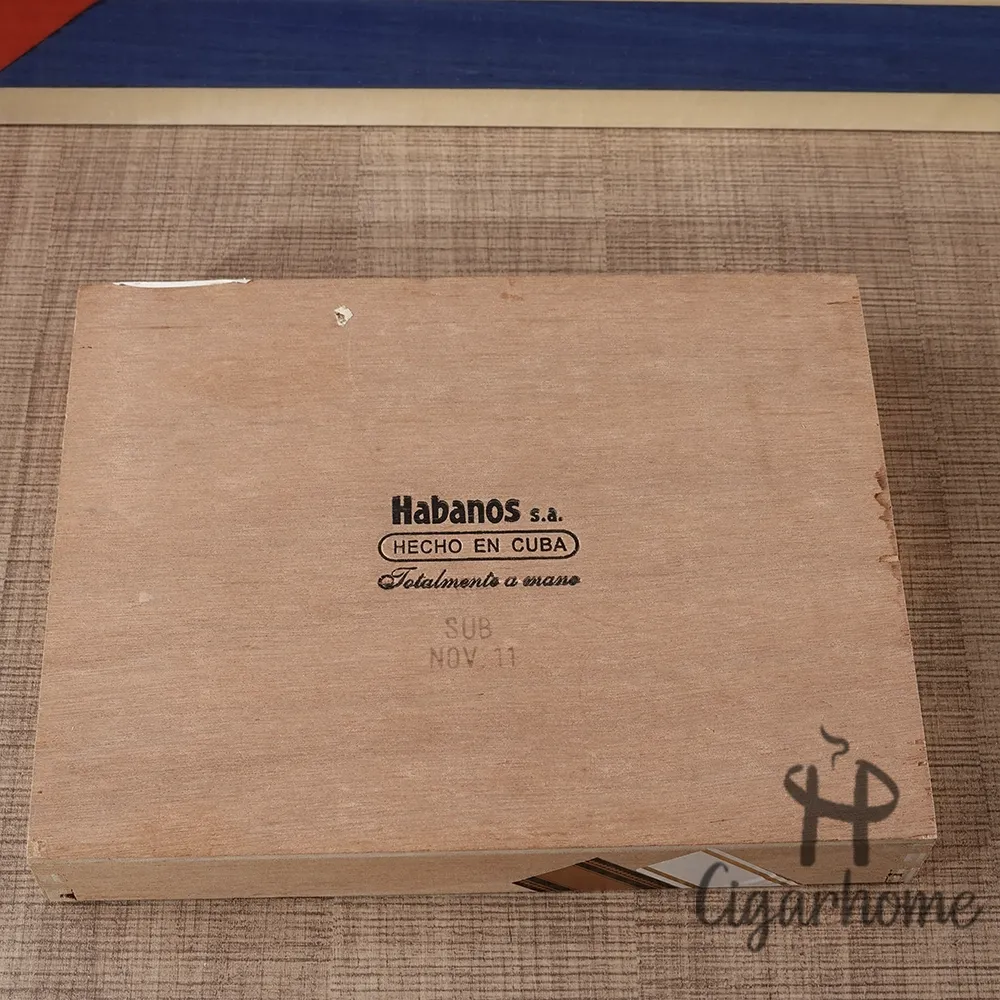 Habanos s.a.
HECHO EN CUBA
Totalmente a mano
SUB
NOV 11
Cigarhome